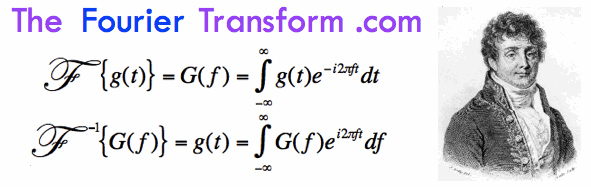 The Fourier Transform .com
ℱ{g(t)} = G(f) = ∫_{-∞}^{∞} g(t)e^{-i2πft} dt
ℱ^{-1}{G(f)} = g(t) = ∫_{-∞}^{∞} G(f)e^{i2πft} df